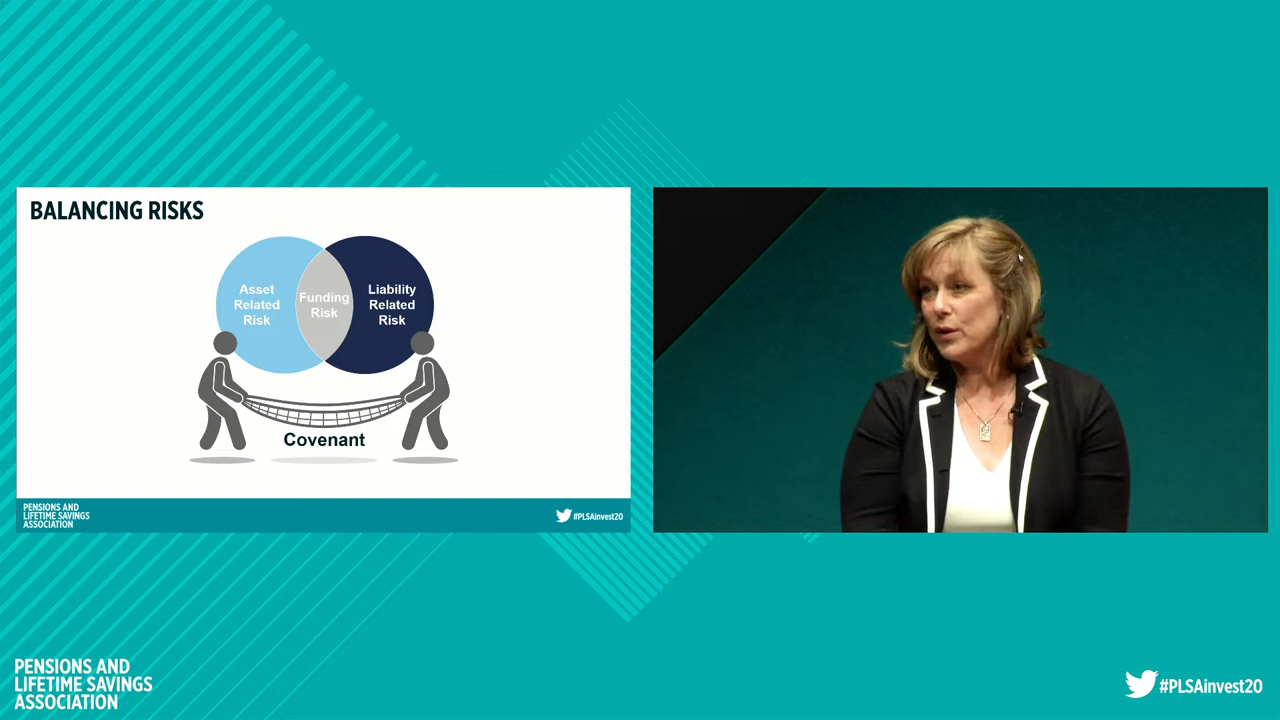 BALANCING RISKS
Asset
Related
Risk
Funding
Risk
Liability
Related
Risk
Covenant
PENSIONS AND
LIFETIME SAVINGS
ASSOCIATION
#PLSAinvest20
PENSIONS AND
LIFETIME SAVINGS
ASSOCIATION
#PLSAinvest20